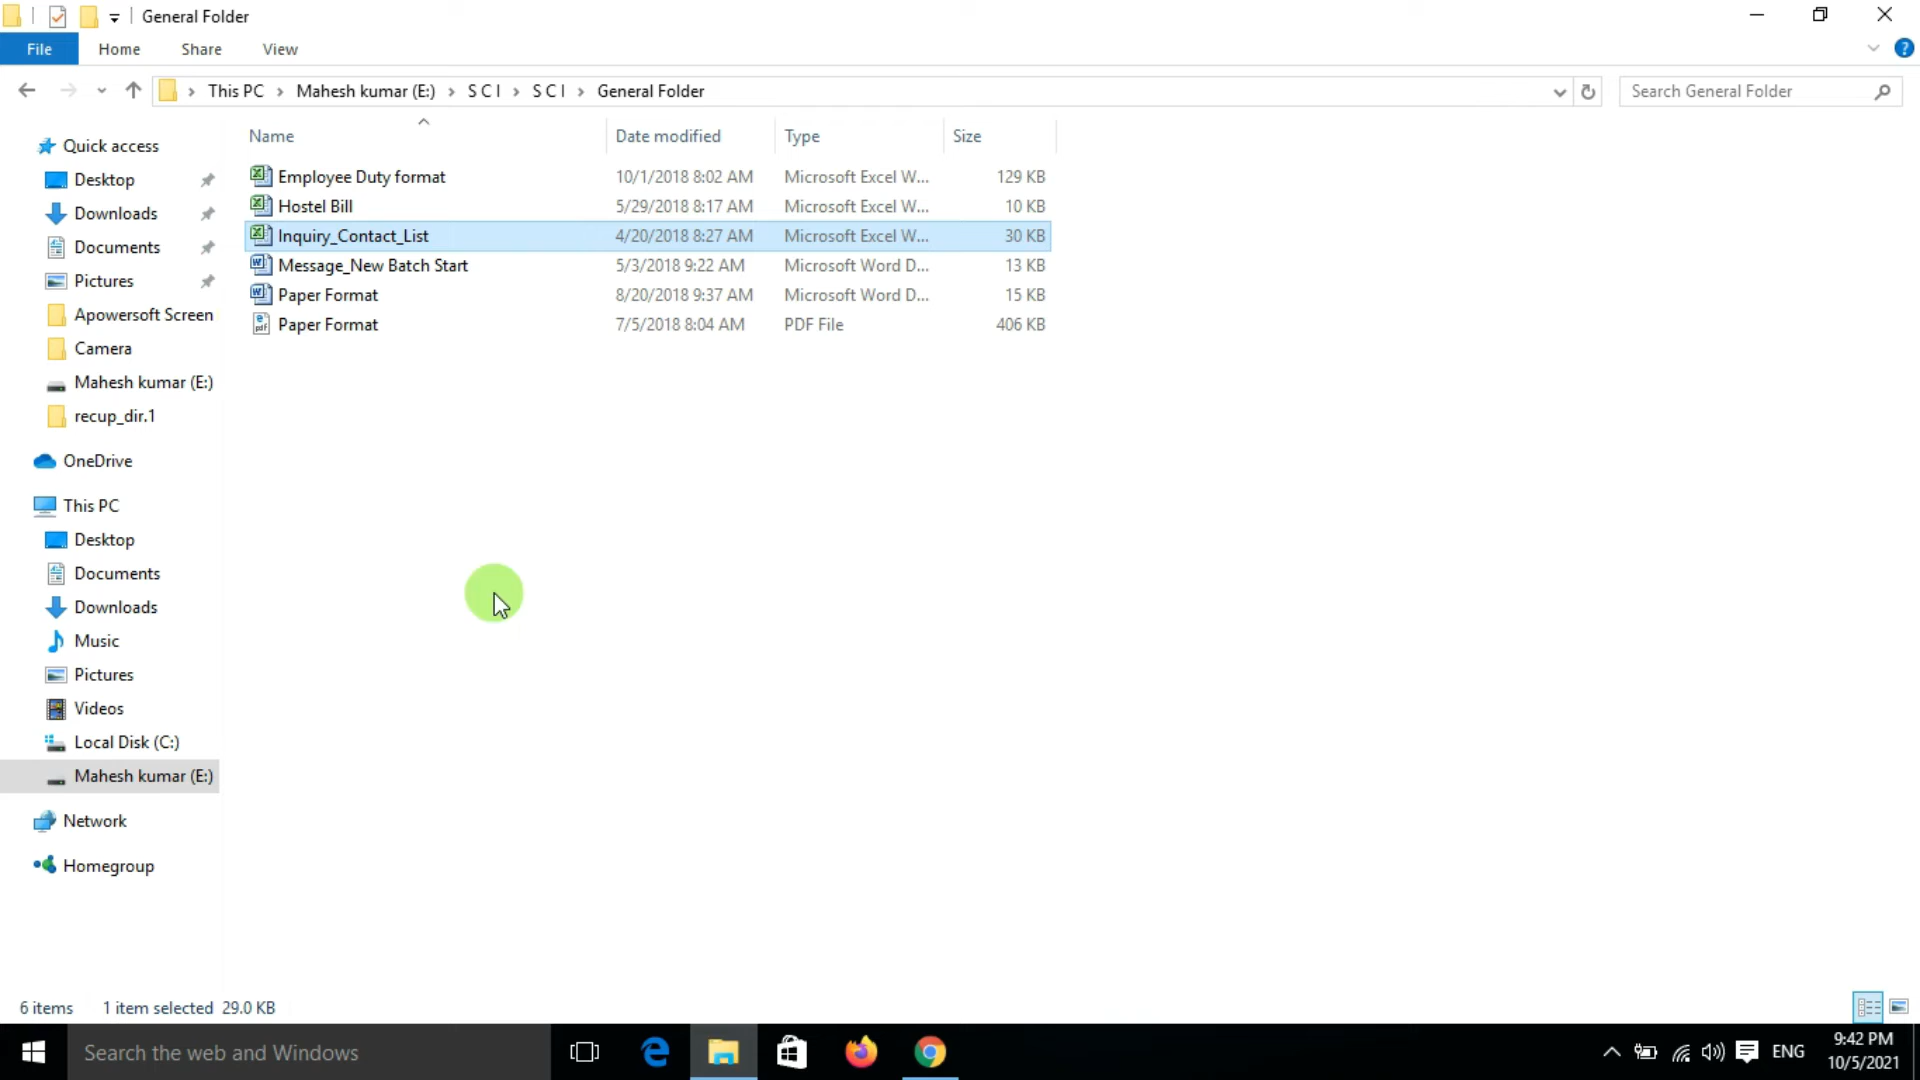 General Folder
File Home Share View
This PC Mahesh kumar (E:) S C I S C I General Folder Search General Folder
Name Date modified Type Size
Employee Duty format 10/1/2018 8:02 AM Microsoft Excel W... 129 KB
Hostel Bill 5/29/2018 8:17 AM Microsoft Excel W... 10 KB
Inquiry_Contact_List 4/20/2018 8:27 AM Microsoft Excel W... 30 KB
Message_New Batch Start 5/3/2018 9:22 AM Microsoft Word D... 13 KB
Paper Format 8/20/2018 9:37 AM Microsoft Word D... 15 KB
Paper Format 7/5/2018 8:04 AM PDF File 406 KB
Quick access
Desktop
Downloads
Documents
Pictures
Apowersoft Screen
Camera
Mahesh kumar (E:)
recup_dir.1
OneDrive
This PC
Desktop
Documents
Downloads
Music
Pictures
Videos
Local Disk (C:)
Mahesh kumar (E:)
Network
Homegroup
6 items 1 item selected 29.0 KB
Search the web and Windows
ENG
9:42 PM
10/5/2021